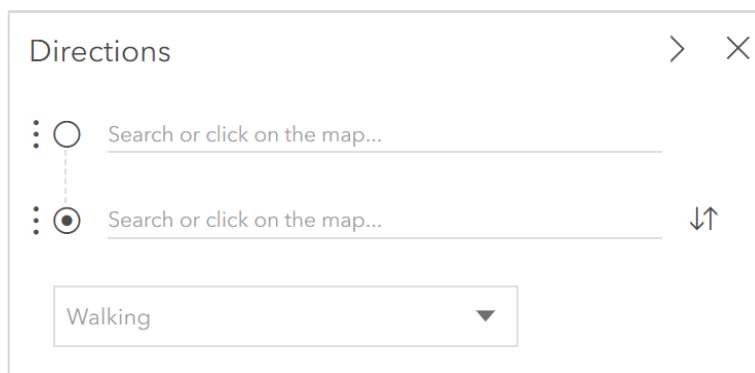 Directions
Search or click on the map...
Search or click on the map...
Walking